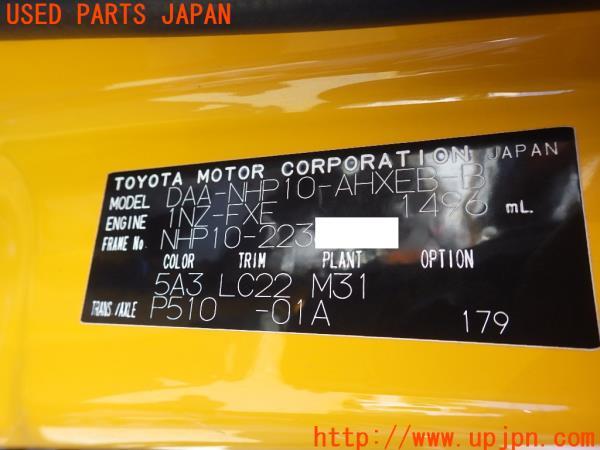 USED PARTS JAPAN
TOYOTA MOTOR CORPORATION JAPAN
MODEL DAA-NHP10-AHXEB-B
ENGINE 1NZ-FXE 1496 mL.
FRAME No. NHP10-223
COLOR TRIM PLANT OPTION
5A3 LC22 M31
TRANS./AXLE P510 -01A 179
http://www.upjpn.com/